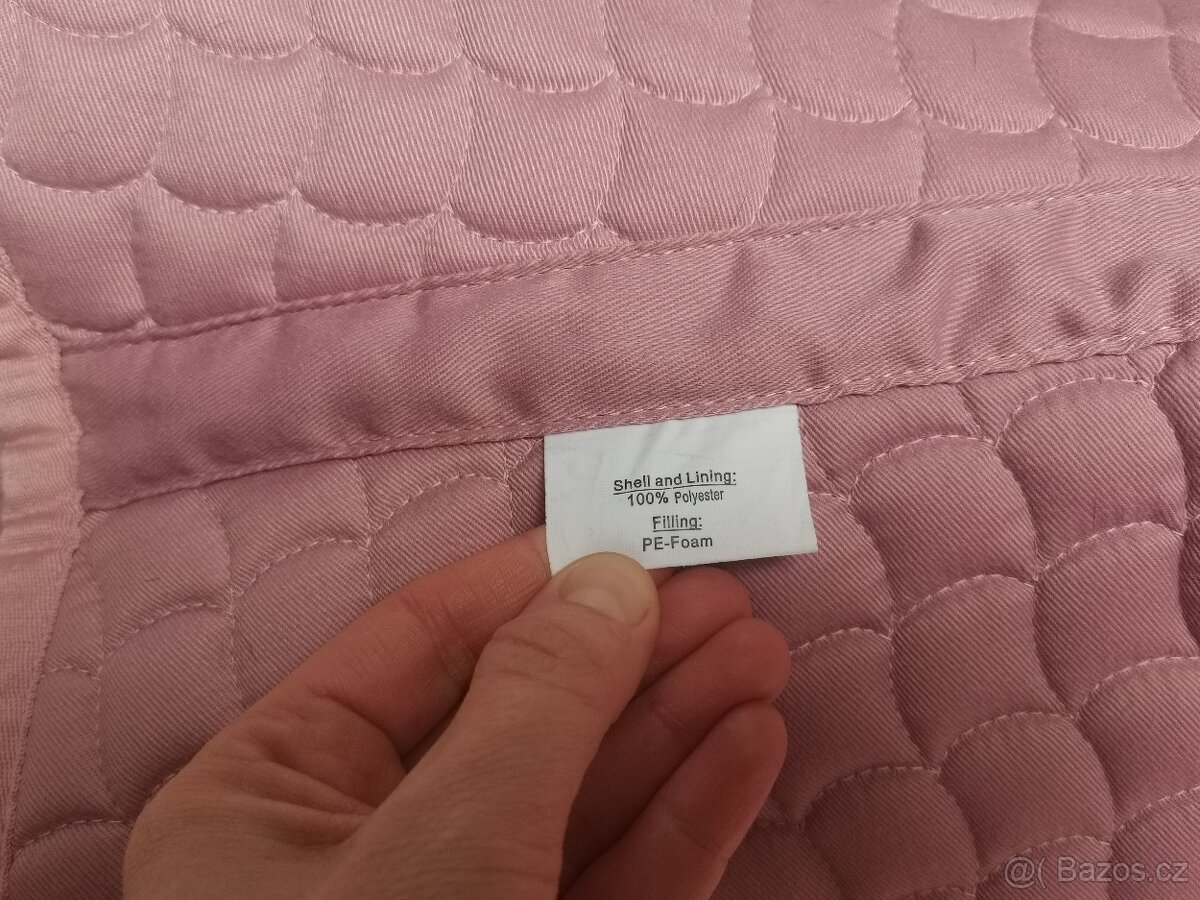 Shell and Lining:
100% Polyester
Filling:
PE-Foam
@( Bazos.cz